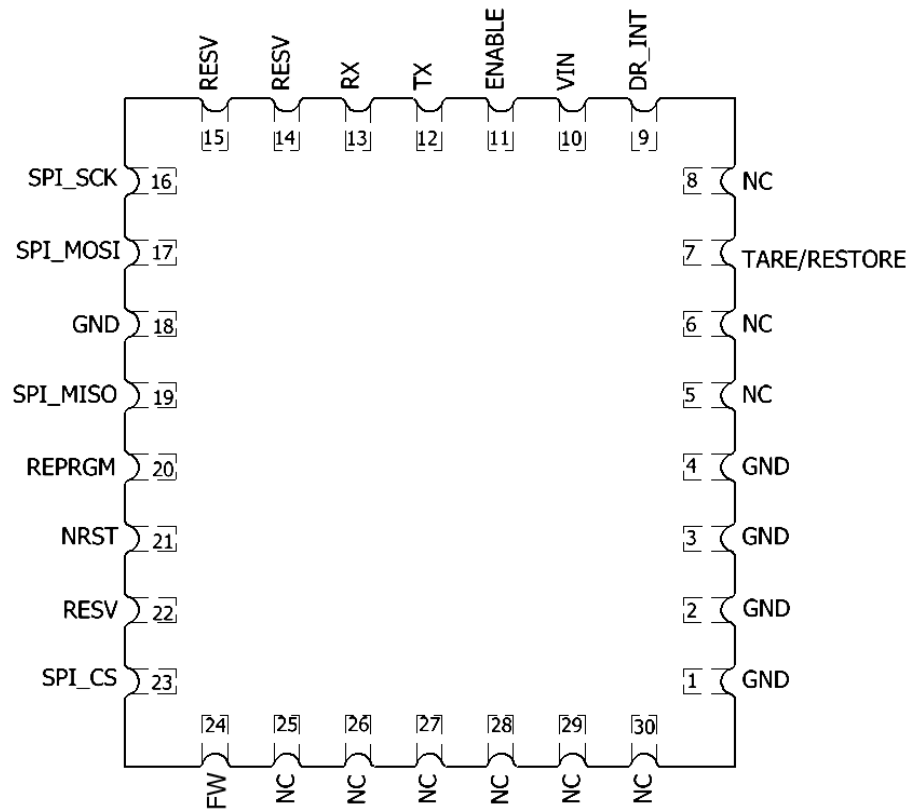 RESV
RESV
RX
TX
ENABLE
VIN
DR_INT
15
14
13
12
11
10
9
SPI_SCK 16
8 NC
SPI_MOSI 17
7 TARE/RESTORE
GND 18
6 NC
SPI_MISO 19
5 NC
REPRGM 20
4 GND
NRST 21
3 GND
RESV 22
2 GND
SPI_CS 23
1 GND
24
25
26
27
28
29
30
FW
NC
NC
NC
NC
NC
NC